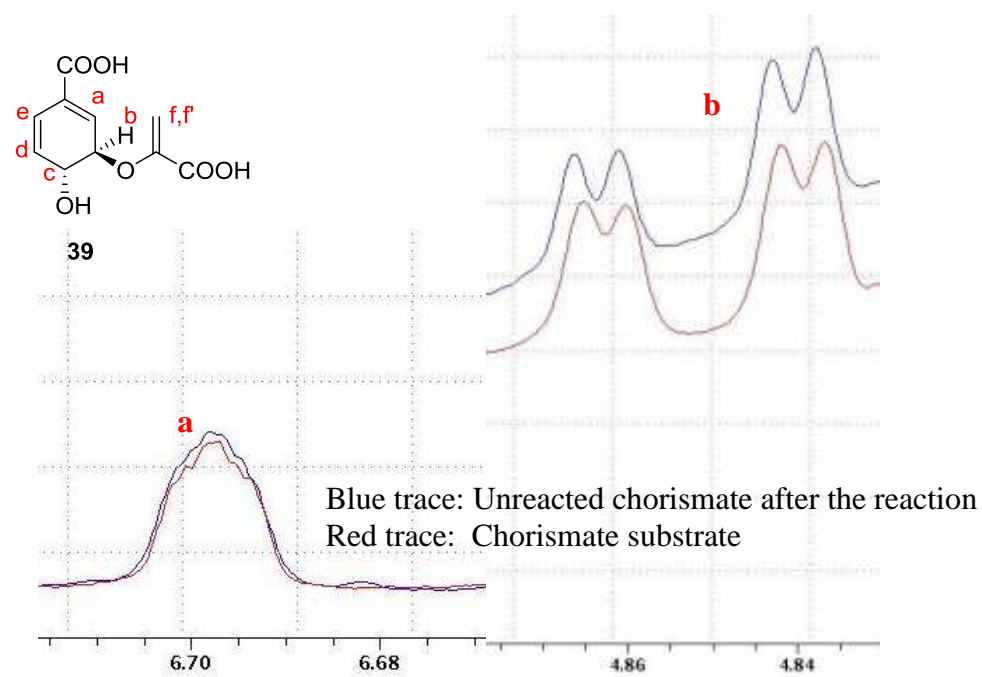 COOH
a
e
H
b
f,f'
d
c
O
COOH
OH
39
b
a
Blue trace: Unreacted chorismate after the reaction
Red trace: Chorismate substrate
6.70
6.68
4.86
4.84